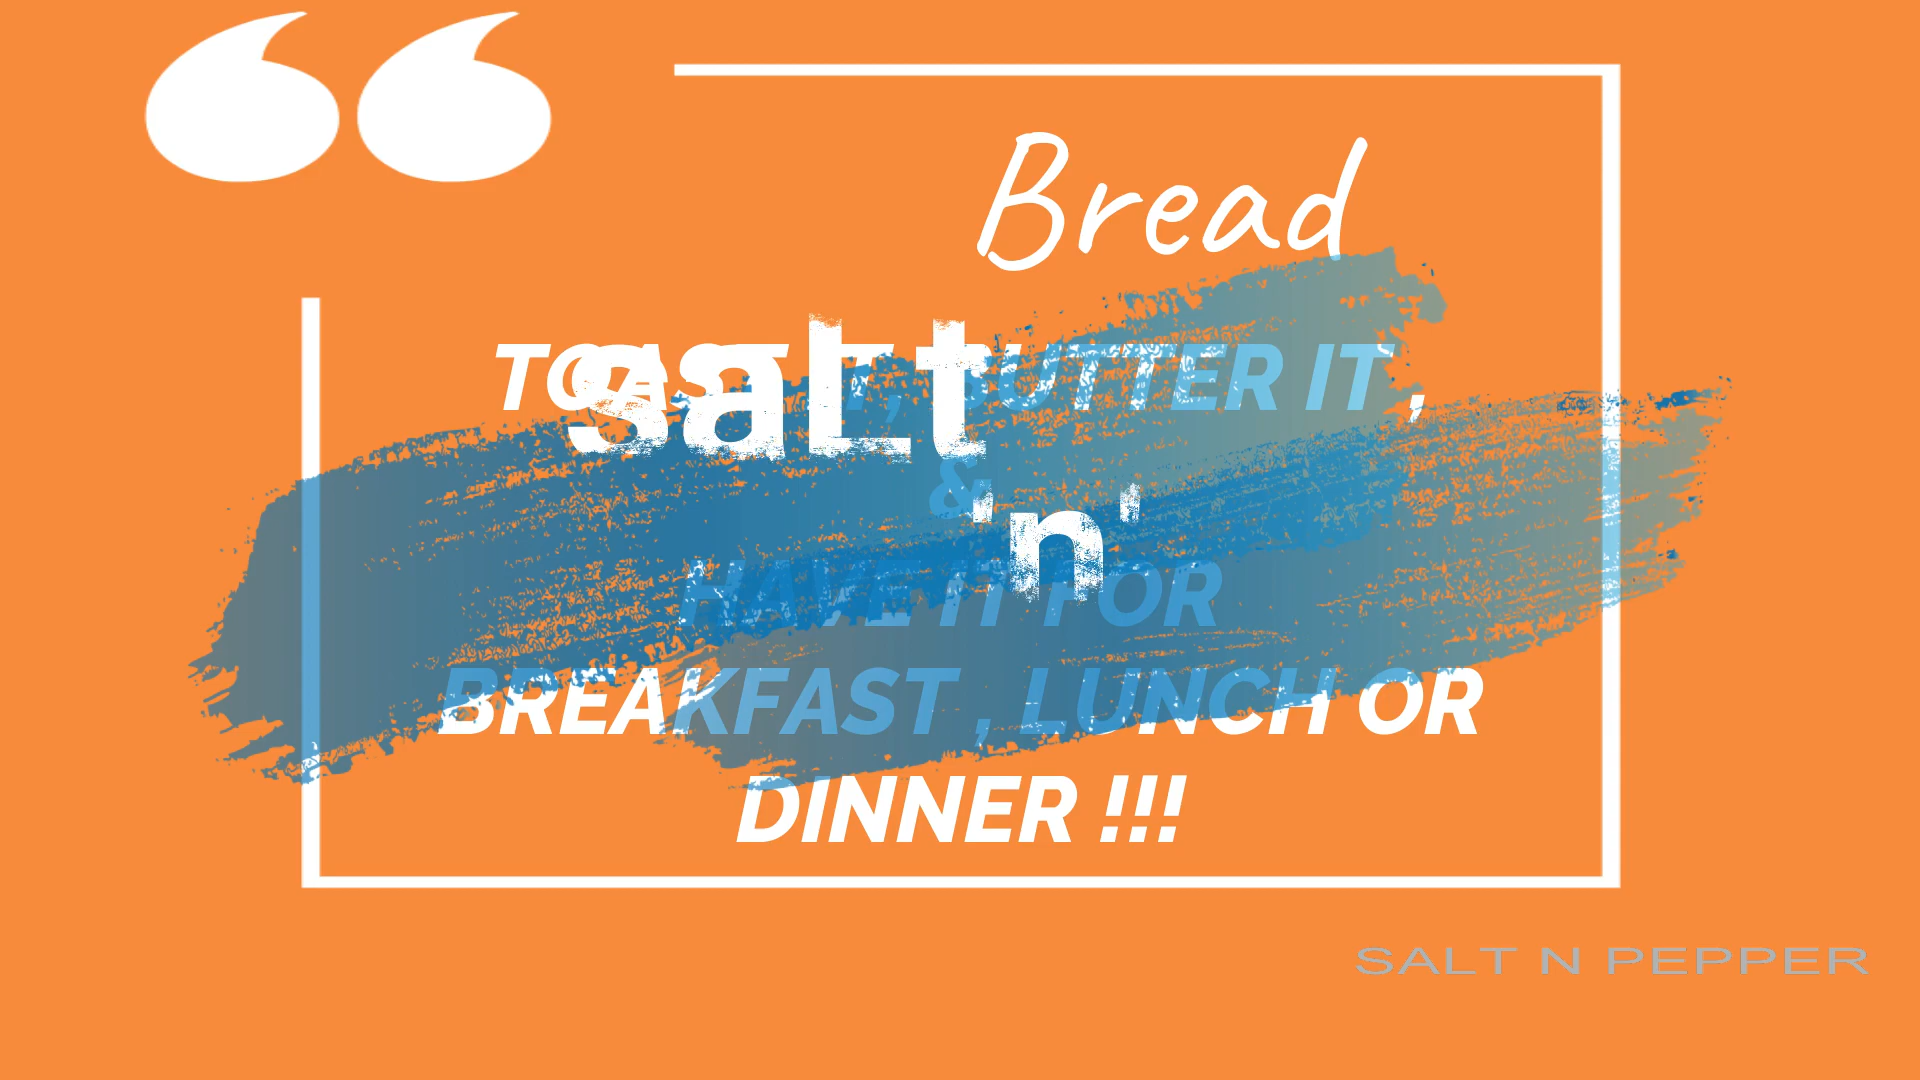 Bread
TOAST IT, BUTTER IT ,
saLt
&
'n'
HAVE IT FOR
BREAKFAST , LUNCH OR
DINNER !!!
SALT N PEPPER